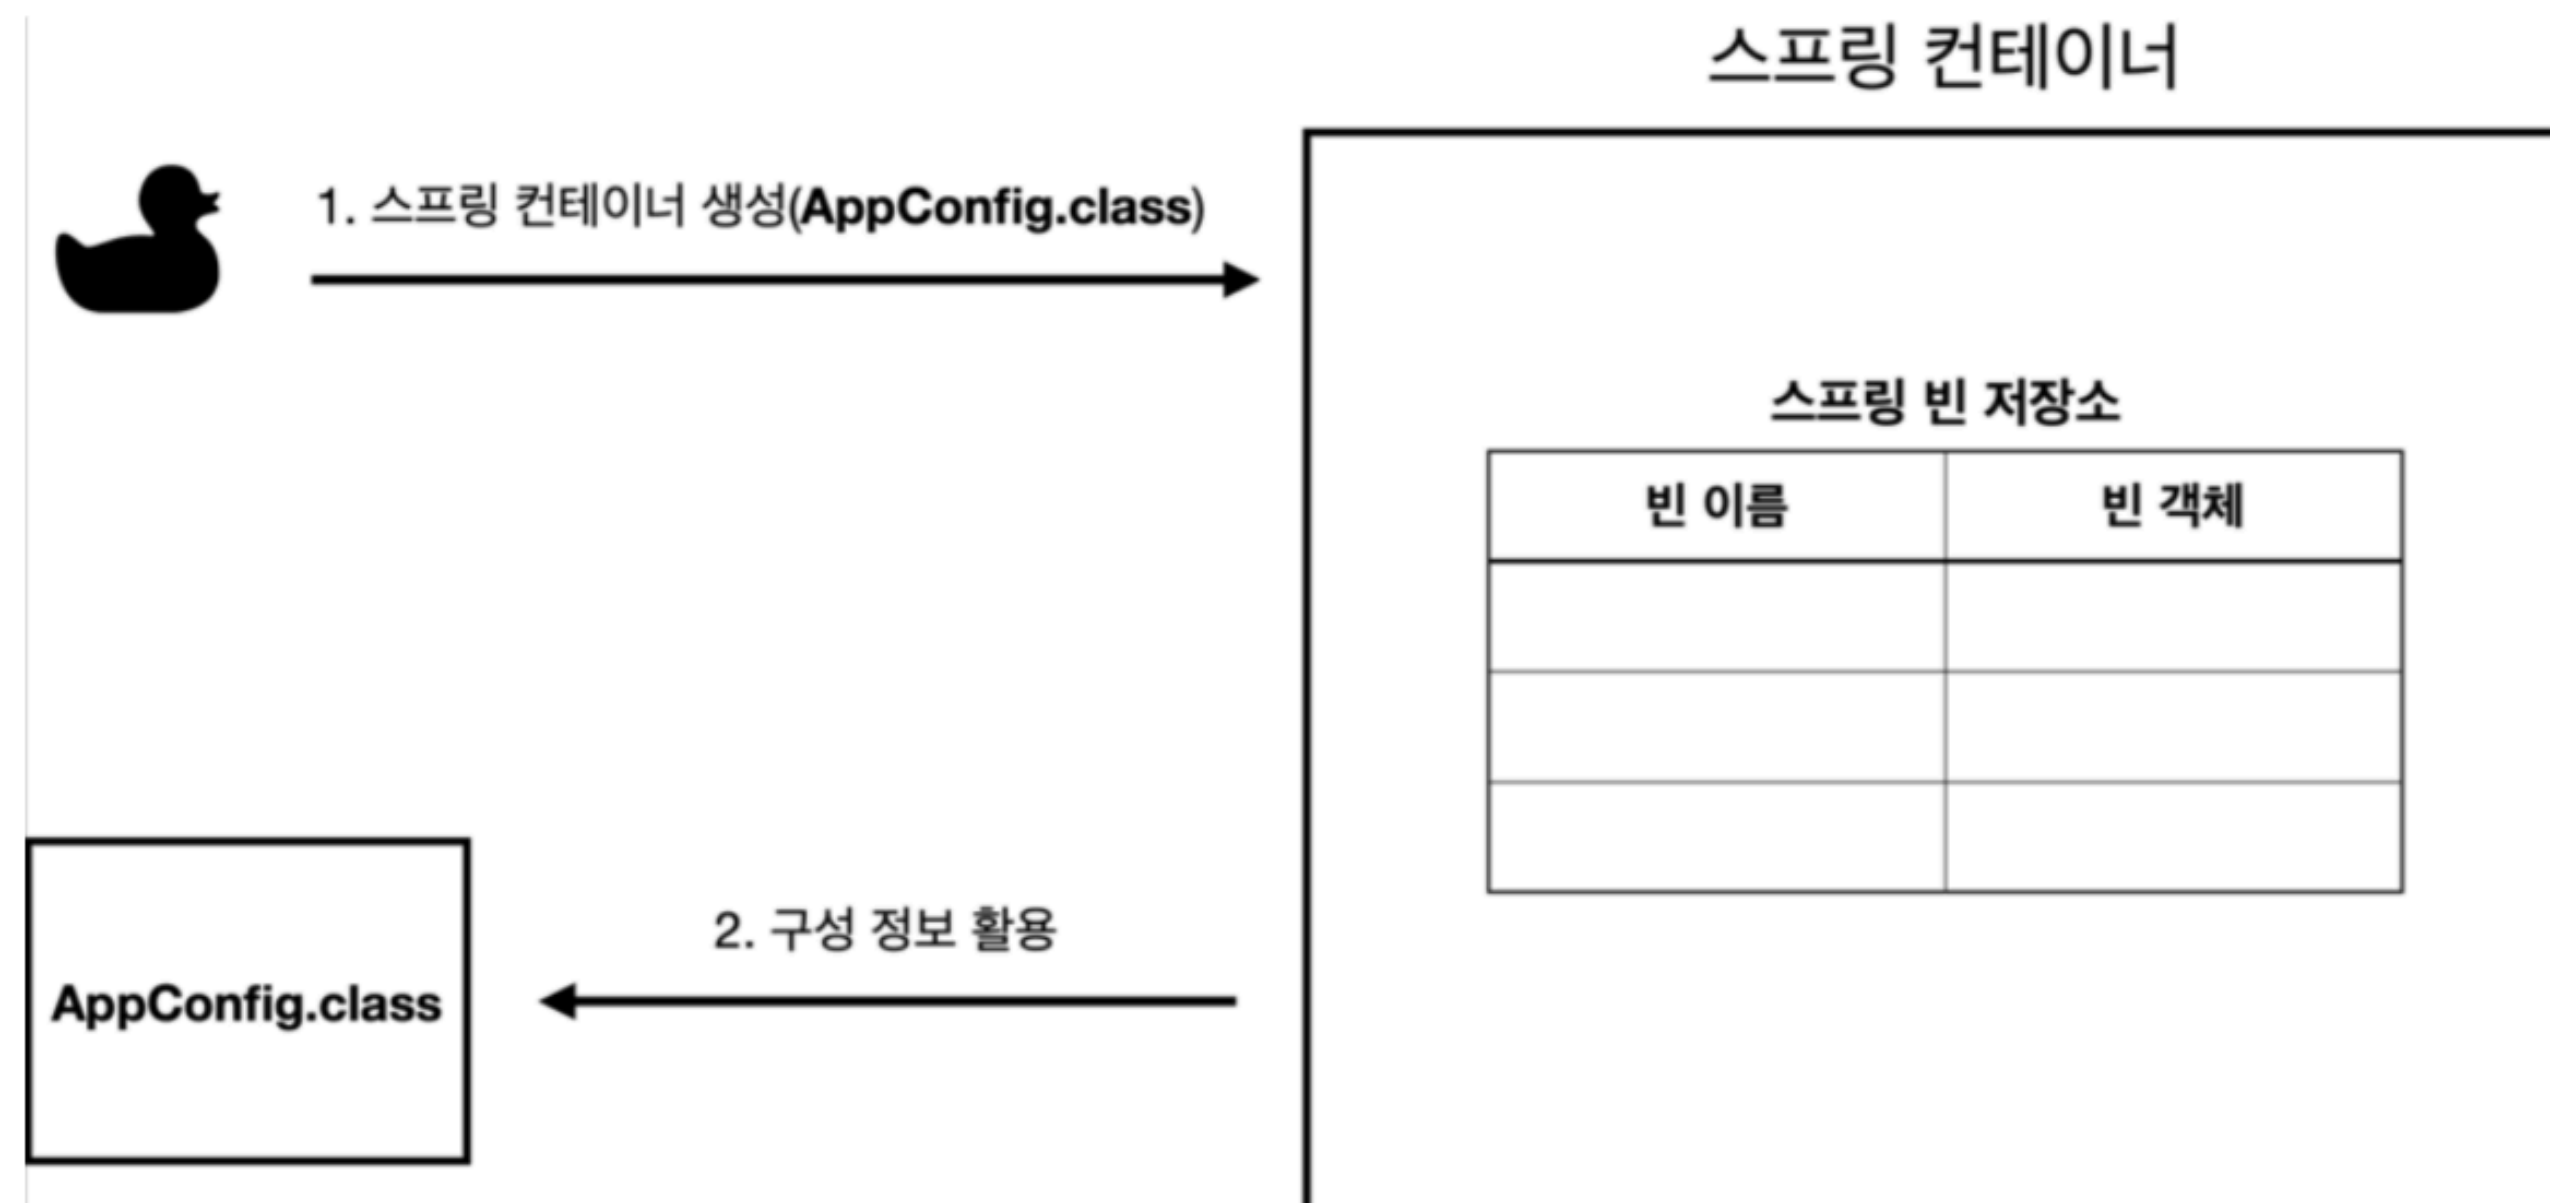 스프링 컨테이너
1. 스프링 컨테이너 생성(AppConfig.class)
스프링 빈 저장소
빈 이름 빈 객체
2. 구성 정보 활용
AppConfig.class